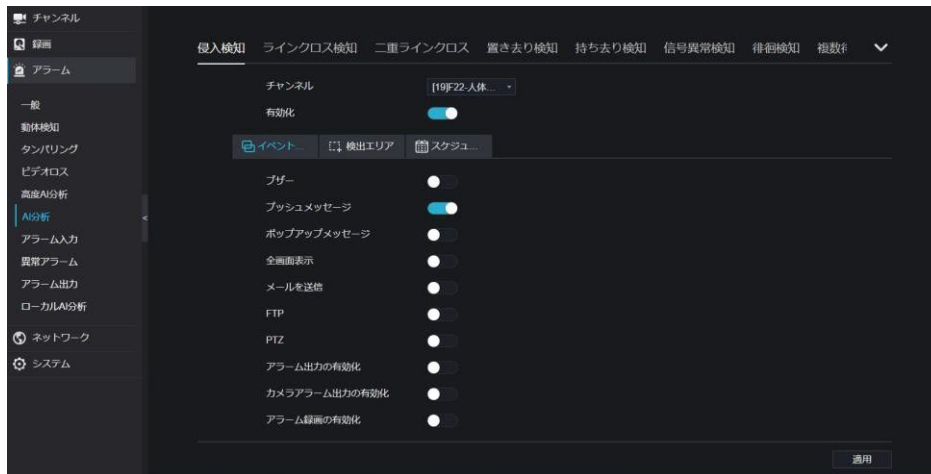 チャンネル
録画
アラーム
一般
動体検知
タンパリング
ビデオロス
高度AI分析
AI分析
アラーム入力
異常アラーム
アラーム出力
ローカルAI分析
ネットワーク
システム
侵入検知 ラインクロス検知 二重ラインクロス 置き去り検知 持ち去り検知 信号異常検知 徘徊検知 複数
チャンネル [19]F22-人体...
有効化
イベント... 検出エリア スケジュ...
ブザー
プッシュメッセージ
ポップアップメッセージ
全画面表示
メールを送信
FTP
PTZ
アラーム出力の有効化
カメラアラーム出力の有効化
アラーム録画の有効化
適用